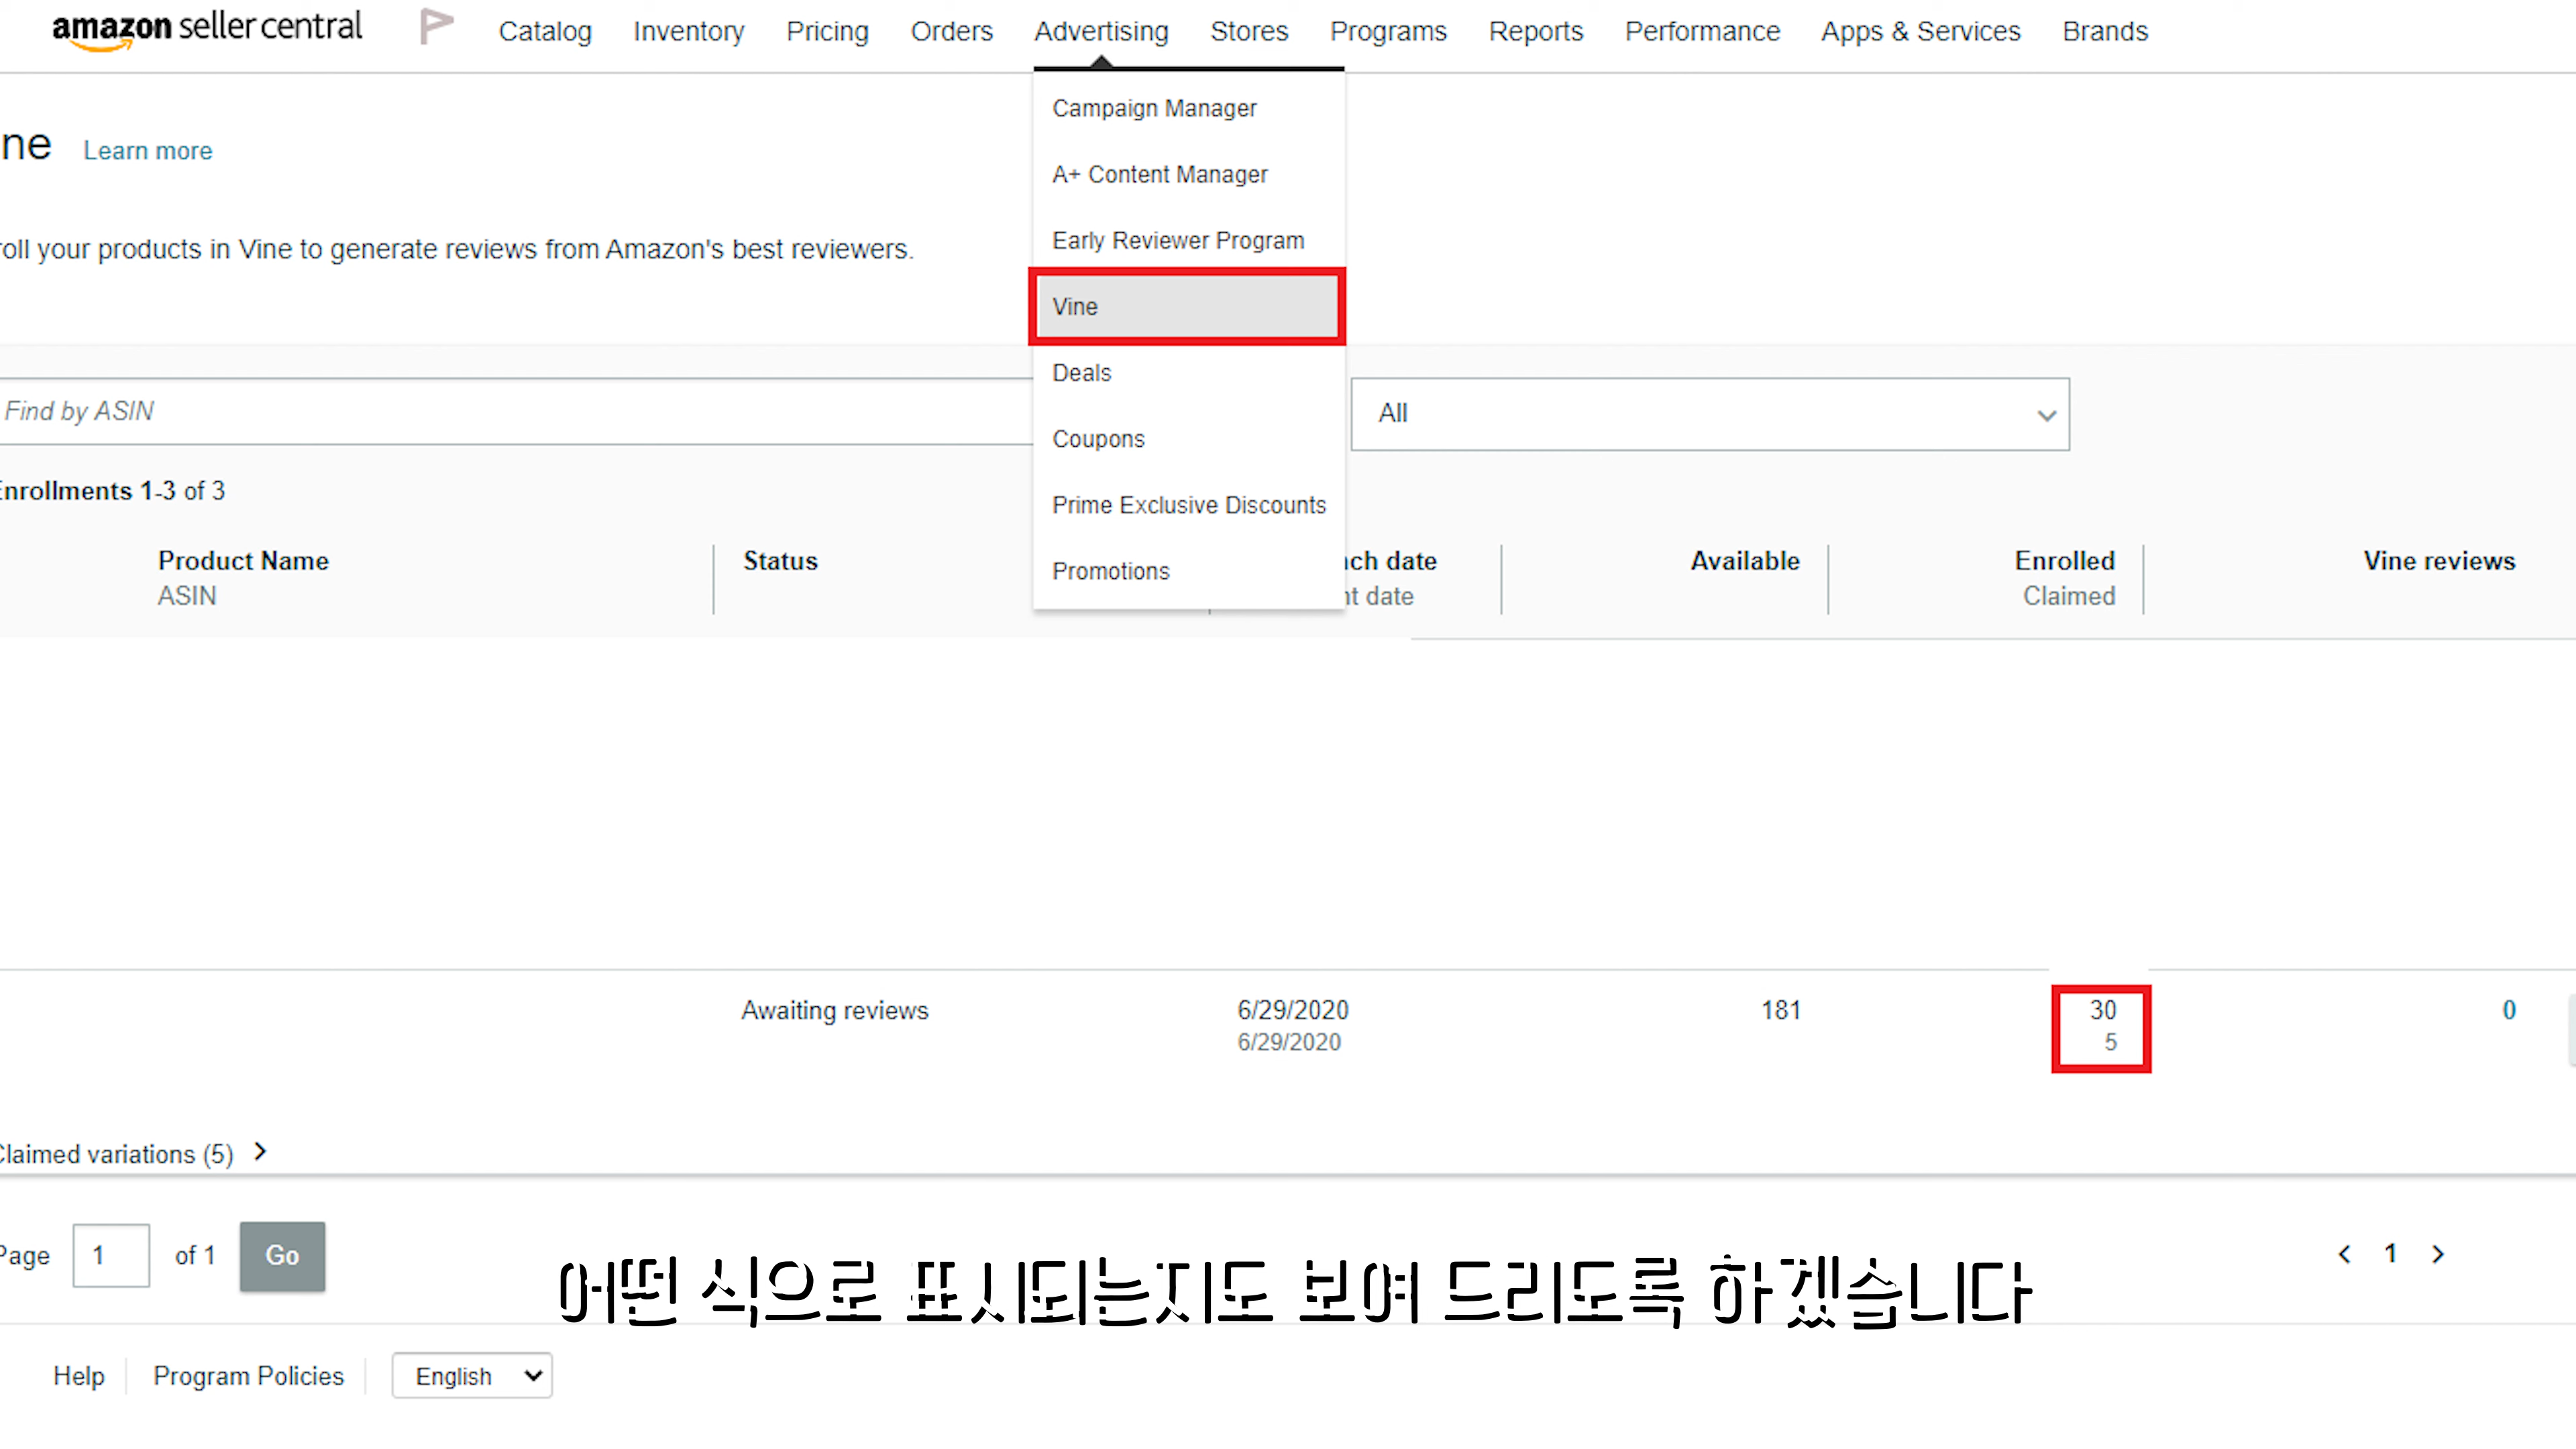 amazon seller central
Catalog Inventory Pricing Orders Advertising Stores Programs Reports Performance Apps & Services Brands
Campaign Manager
A+ Content Manager
Early Reviewer Program
Vine
Deals
Coupons
Prime Exclusive Discounts
Promotions
ne Learn more
roll your products in Vine to generate reviews from Amazon's best reviewers.
Find by ASIN
All
Enrollments 1-3 of 3
Product Name Status ch date Available Enrolled Vine reviews
ASIN nt date Claimed
Awaiting reviews 6/29/2020 181 30 0
6/29/2020 5
Claimed variations (5)
Page 1 of 1 Go 1
어떤 식으로 표시되는지도 보여 드리도록 하겠습니다
Help Program Policies English